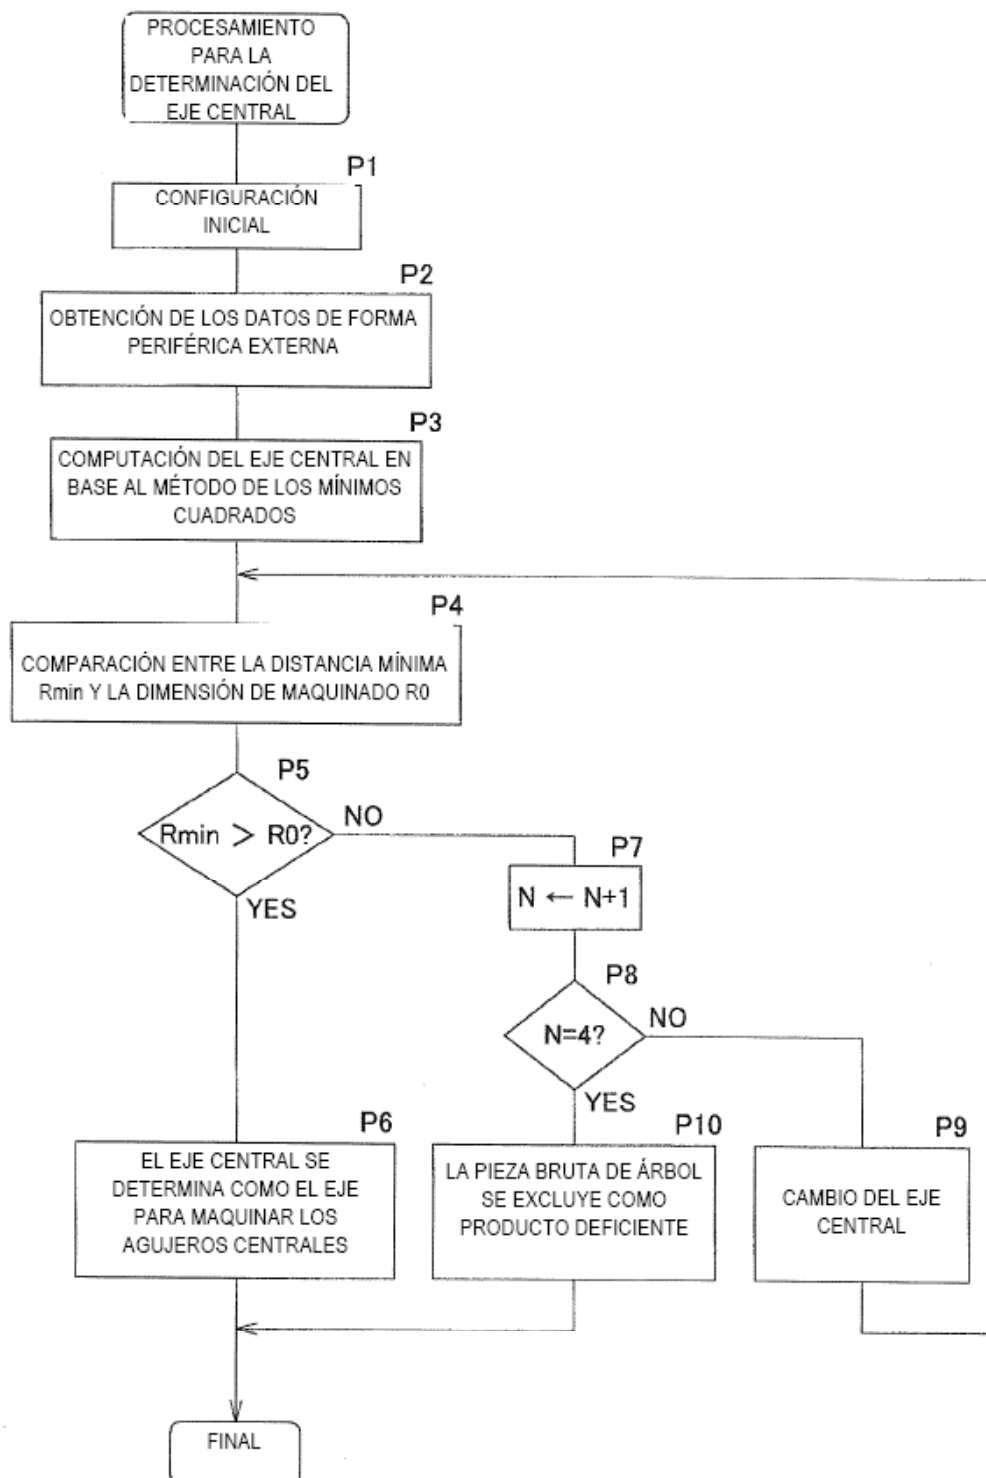 PROCESAMIENTO
PARA LA
DETERMINACIÓN DEL
EJE CENTRAL
P1
CONFIGURACIÓN
INICIAL
P2
OBTENCIÓN DE LOS DATOS DE FORMA
PERIFÉRICA EXTERNA
P3
COMPUTACIÓN DEL EJE CENTRAL EN
BASE AL MÉTODO DE LOS MÍNIMOS
CUADRADOS
P4
COMPARACIÓN ENTRE LA DISTANCIA MÍNIMA
Rmin Y LA DIMENSIÓN DE MAQUINADO R0
P5
Rmin > R0?
NO
YES
P7
N ← N+1
P8
N=4?
NO
YES
P6
EL EJE CENTRAL SE
DETERMINA COMO EL EJE
PARA MAQUINAR LOS
AGUJEROS CENTRALES
P10
LA PIEZA BRUTA DE ÁRBOL
SE EXCLUYE COMO
PRODUCTO DEFICIENTE
P9
CAMBIO DEL EJE
CENTRAL
FINAL